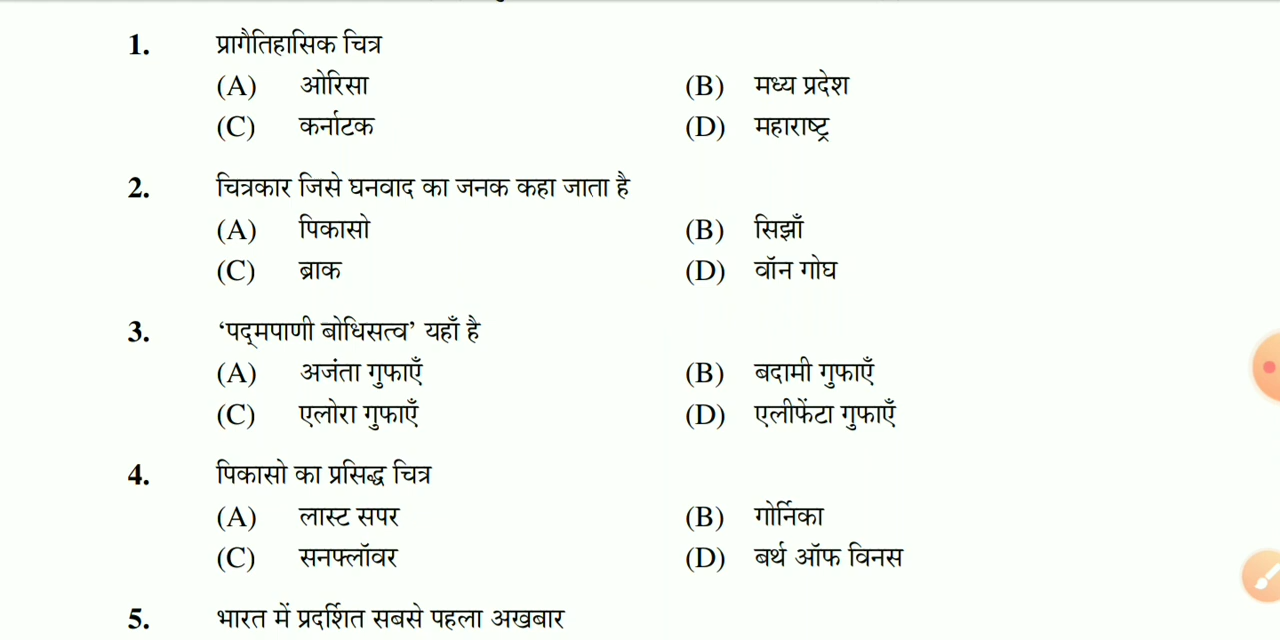 1. प्रागैतिहासिक चित्र
(A) ओरिसा (B) मध्य प्रदेश
(C) कर्नाटक (D) महाराष्ट्र
2. चित्रकार जिसे घनवाद का जनक कहा जाता है
(A) पिकासो (B) सिझाँ
(C) ब्राक (D) वॉन गोघ
3. ‘पद्मपाणी बोधिसत्व’ यहाँ है
(A) अजंता गुफाएँ (B) बदामी गुफाएँ
(C) एलोरा गुफाएँ (D) एलीफेंटा गुफाएँ
4. पिकासो का प्रसिद्ध चित्र
(A) लास्ट सपर (B) गोर्निका
(C) सनफ्लॉवर (D) बर्थ ऑफ विनस
5. भारत में प्रदर्शित सबसे पहला अखबार